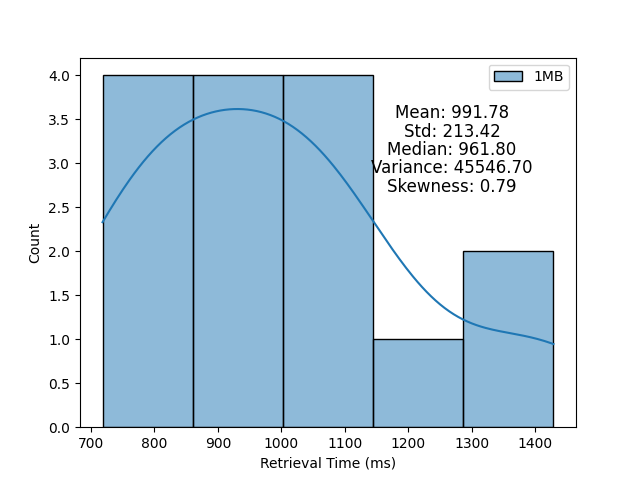 1MB
Mean: 991.78
Std: 213.42
Median: 961.80
Variance: 45546.70
Skewness: 0.79
Count
4.0
3.5
3.0
2.5
2.0
1.5
1.0
0.5
0.0
700 800 900 1000 1100 1200 1300 1400
Retrieval Time (ms)